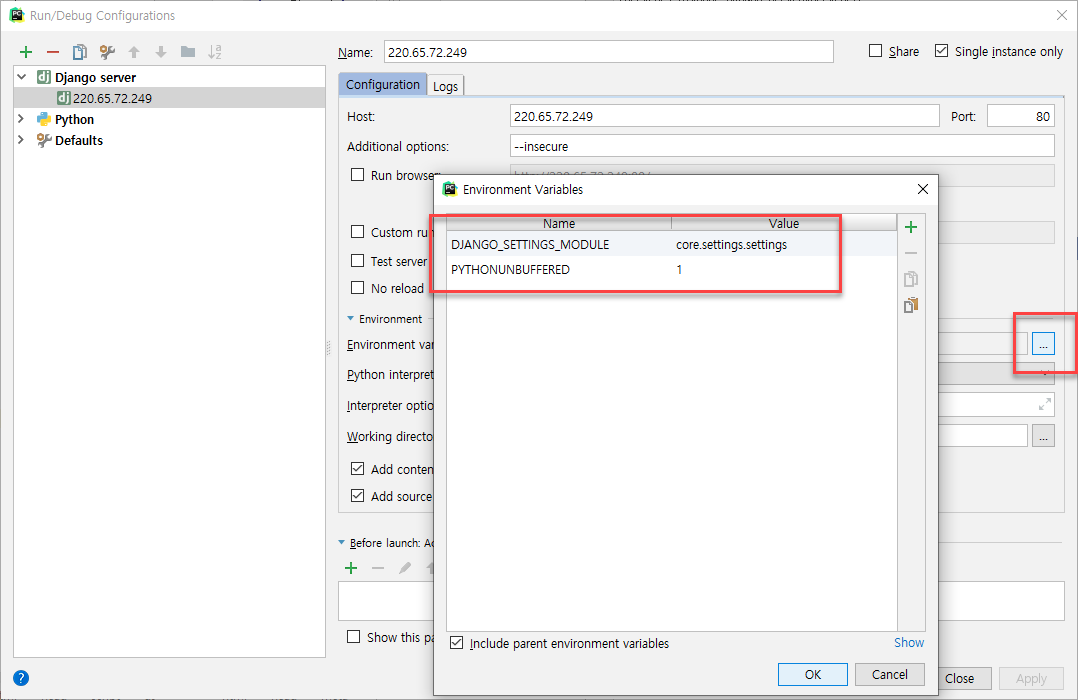 Run/Debug Configurations
Name: 220.65.72.249
Share
Single instance only
Django server
220.65.72.249
Python
Defaults
Configuration
Logs
Host: 220.65.72.249
Port: 80
Additional options: --insecure
Run browse
Custom ru
Test server
No reload
Environment
Environment va
Python interpret
Interpreter optio
Working directo
...
...
Add conten
Add source
Before launch: Ac
Show this pa
Close
Apply
Environment Variables
Name Value
DJANGO_SETTINGS_MODULE core.settings.settings
PYTHONUNBUFFERED 1
Include parent environment variables
Show
OK
Cancel